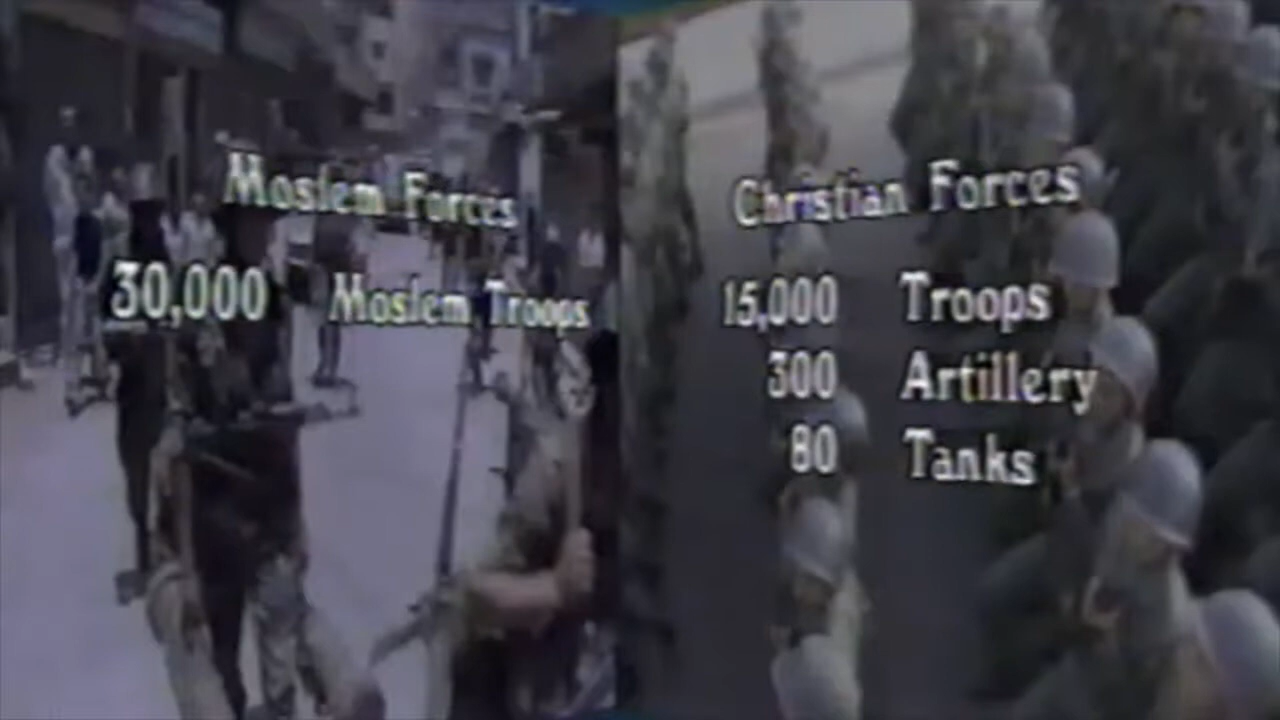 Moslem Forces
30,000 Moslem Troops
Christian Forces
15,000 Troops
300 Artillery
80 Tanks